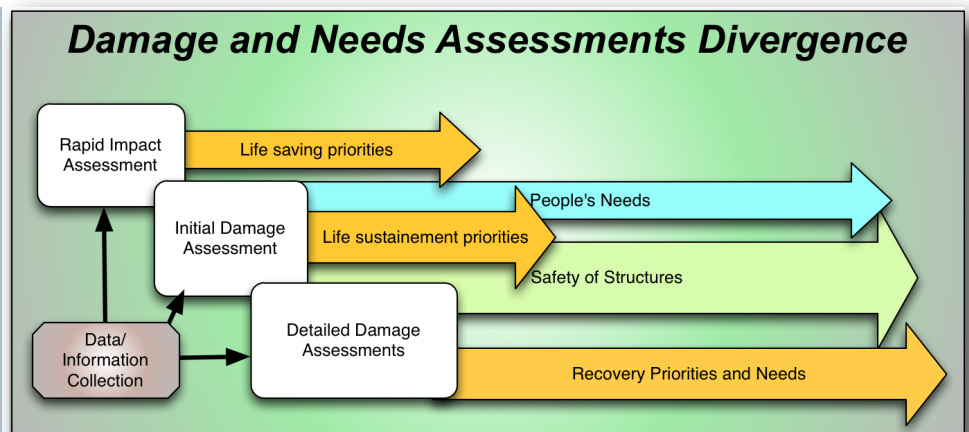 Damage and Needs Assessments Divergence
Rapid Impact
Assessment
Life saving priorities
People's Needs
Initial Damage
Assessment
Life sustainement priorities
Safety of Structures
Detailed Damage
Assessments
Data/
Information
Collection
Recovery Priorities and Needs